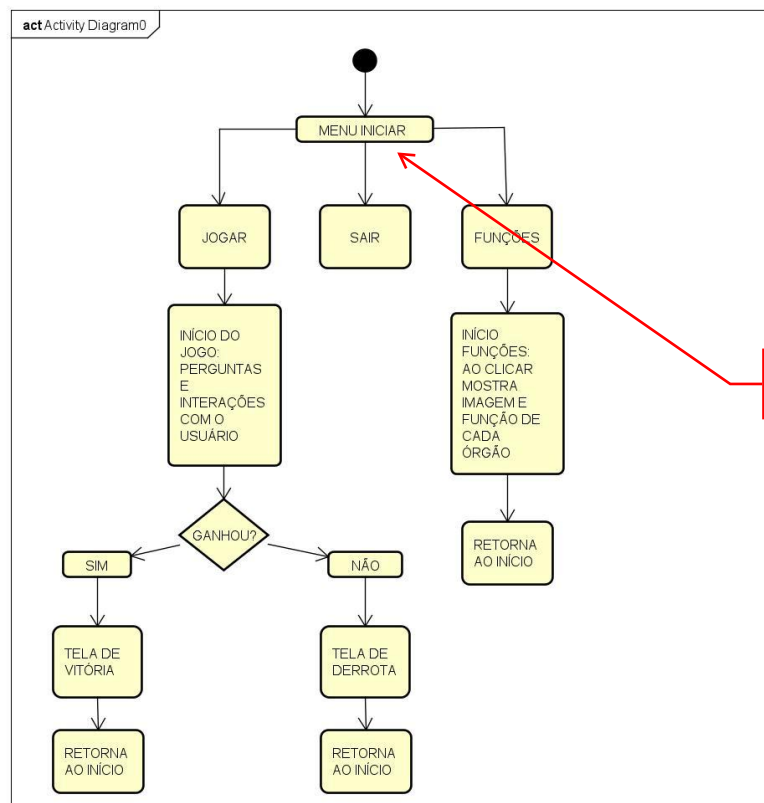 act Activity Diagram0
MENU INICIAR
JOGAR
SAIR
FUNÇÕES
INÍCIO DO
JOGO:
PERGUNTAS
E
INTERAÇÕES
COM O
USUÁRIO
INÍCIO
FUNÇÕES:
AO CLICAR
MOSTRA
IMAGEM E
FUNÇÃO DE
CADA
ÓRGÃO
GANHOU?
SIM
NÃO
RETORNA
AO INÍCIO
TELA DE
VITÓRIA
TELA DE
DERROTA
RETORNA
AO INÍCIO
RETORNA
AO INÍCIO